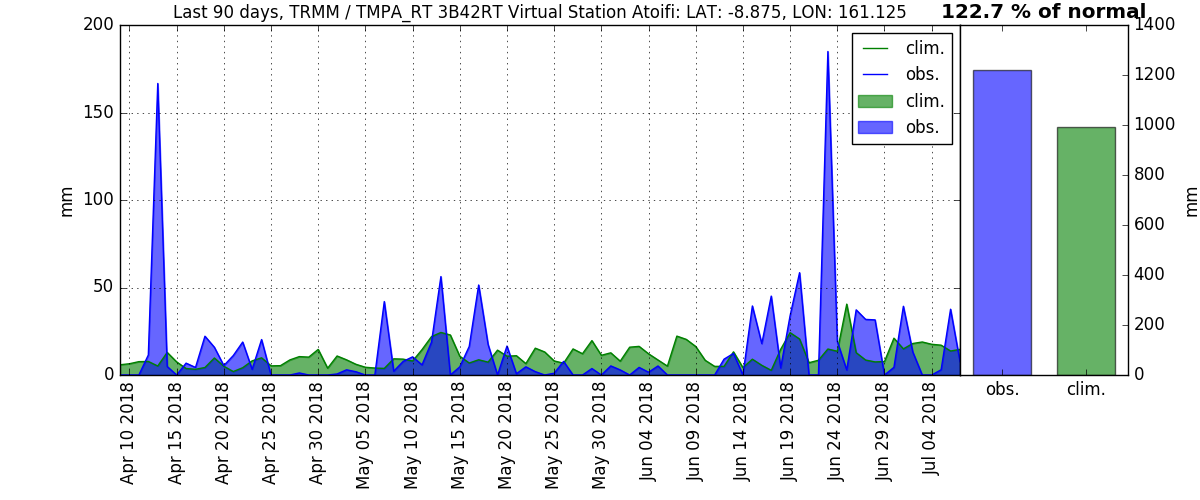 Last 90 days, TRMM / TMPA_RT 3B42RT Virtual Station Atoifi: LAT: -8.875, LON: 161.125
122.7 % of normal
200
150
100
50
0
mm
clim.
obs.
clim.
obs.
1400
1200
1000
800
600
400
200
0
mm
obs.
clim.
Apr 10 2018
Apr 15 2018
Apr 20 2018
Apr 25 2018
Apr 30 2018
May 05 2018
May 10 2018
May 15 2018
May 20 2018
May 25 2018
May 30 2018
Jun 04 2018
Jun 09 2018
Jun 14 2018
Jun 19 2018
Jun 24 2018
Jun 29 2018
Jul 04 2018